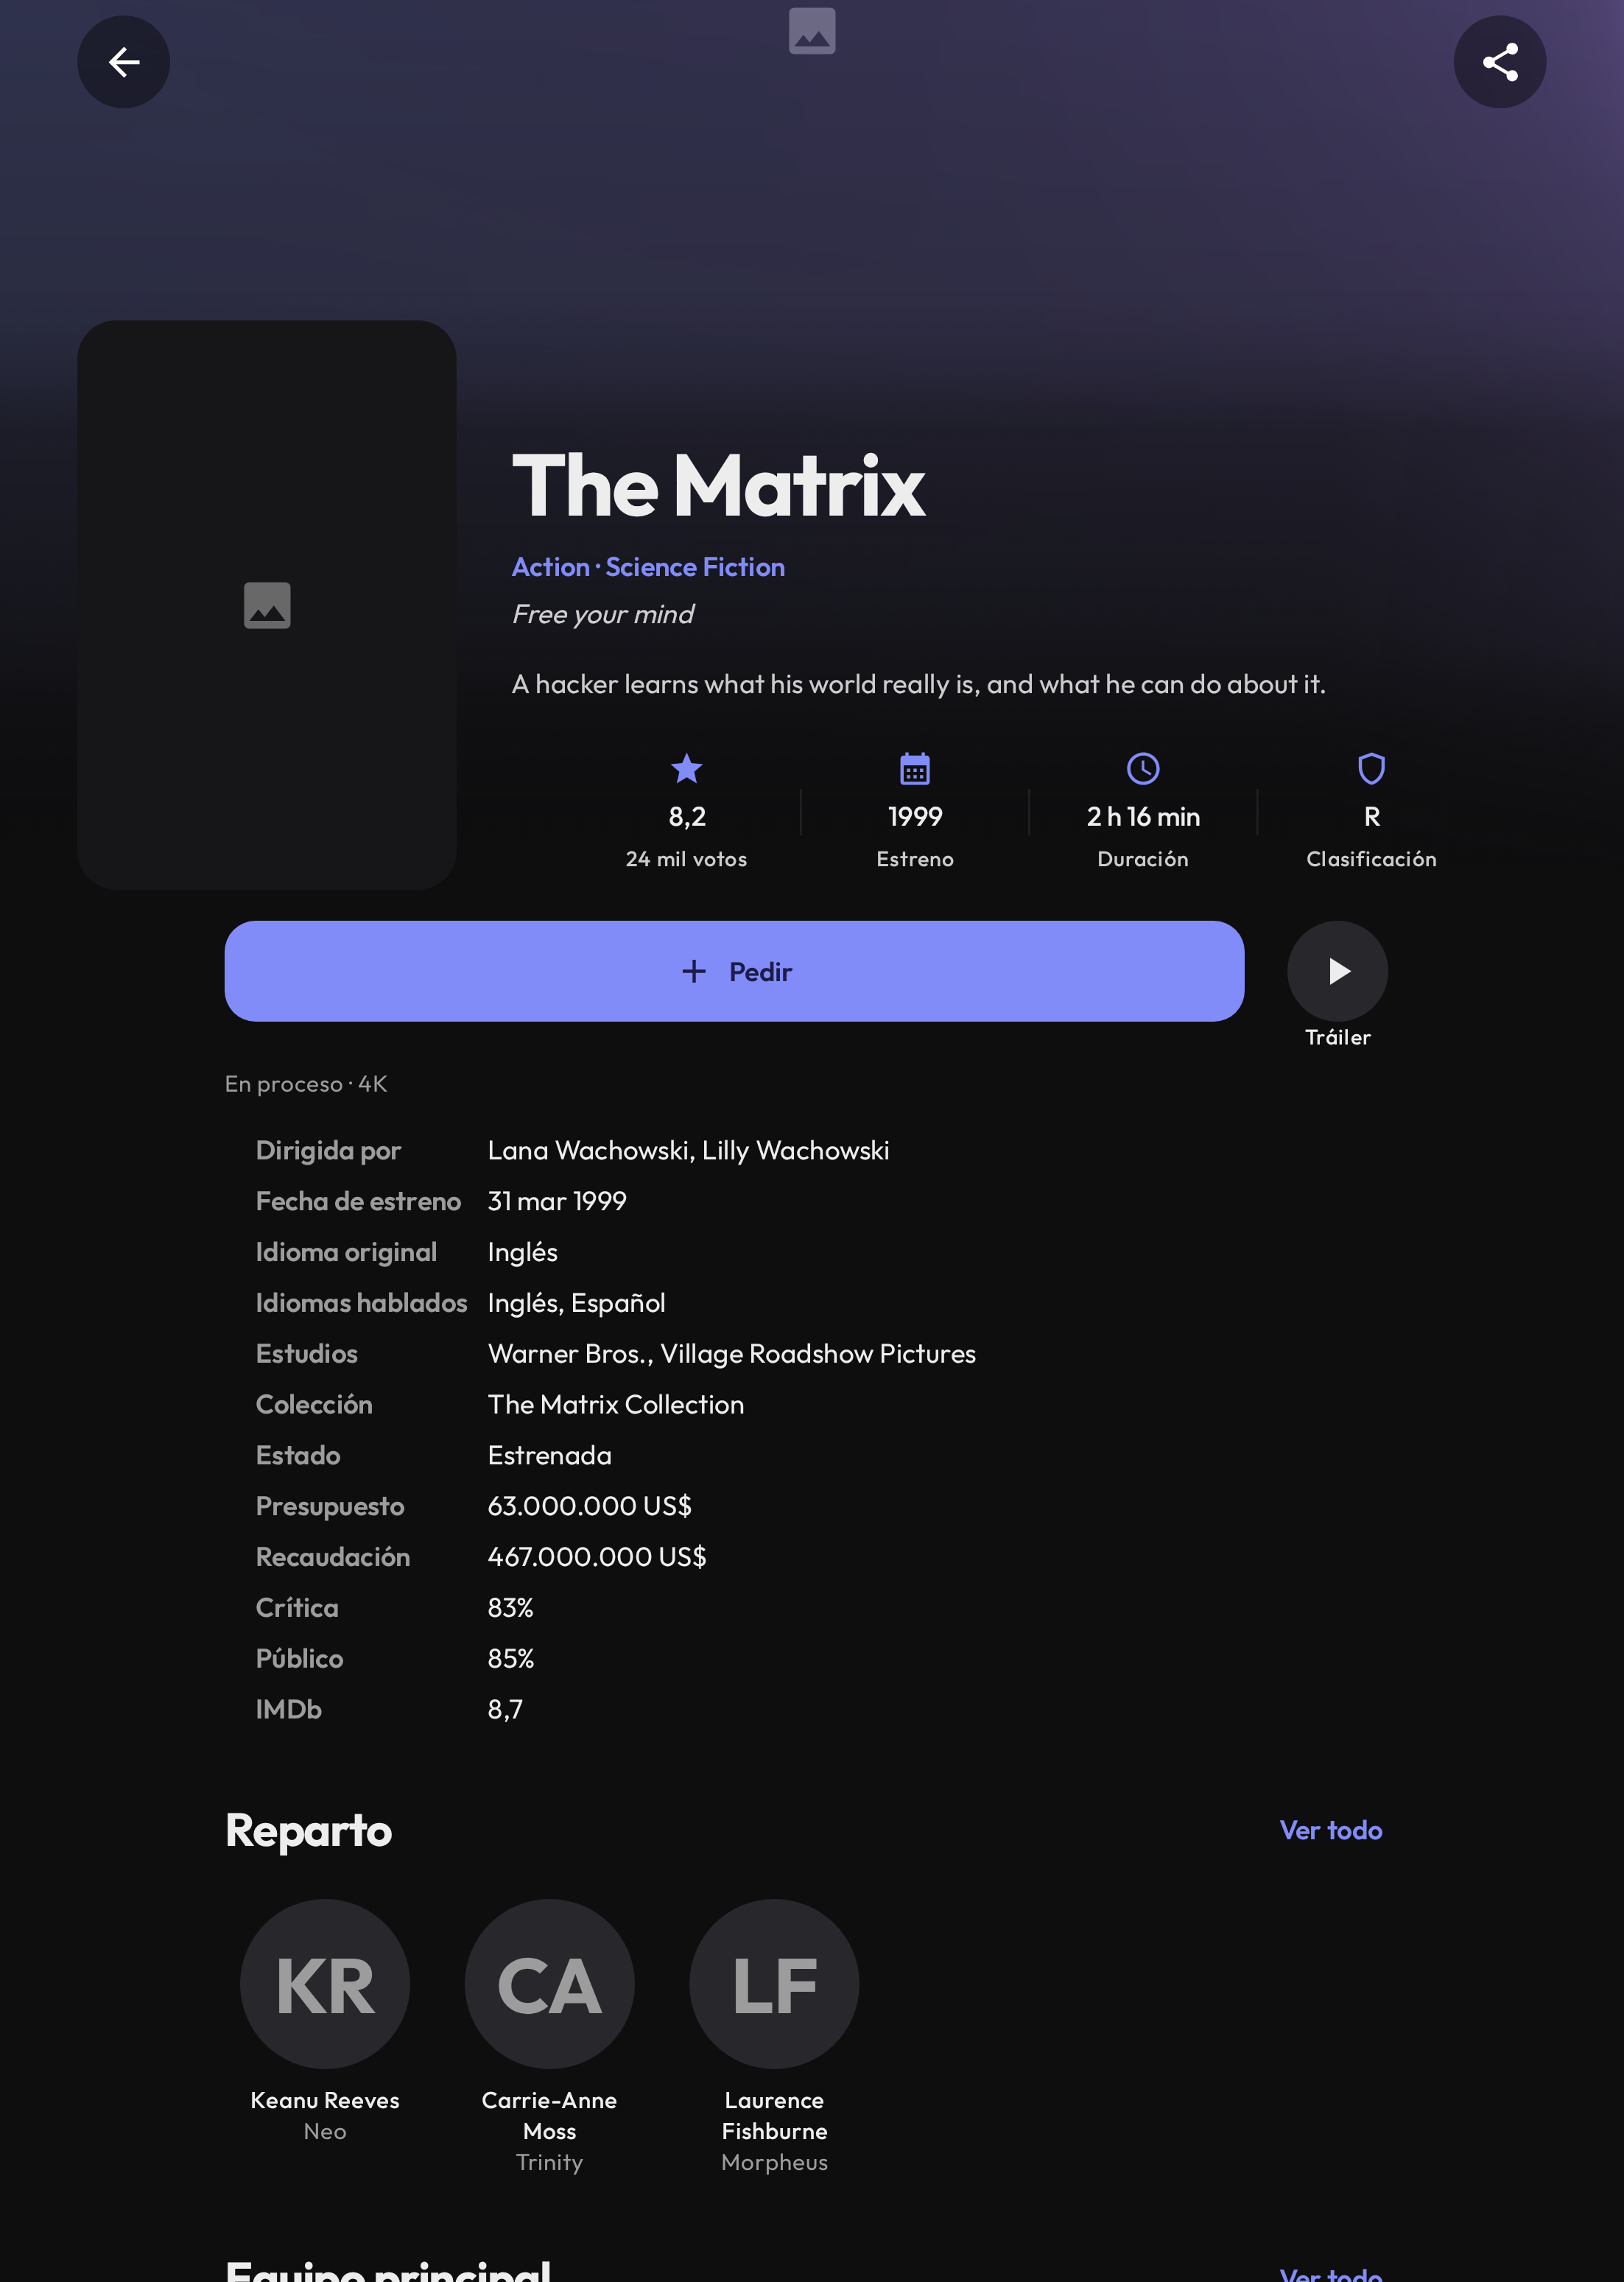 The Matrix
Action · Science Fiction
Free your mind
A hacker learns what his world really is, and what he can do about it.
8,2
24 mil votos
1999
Estreno
2 h 16 min
Duración
R
Clasificación
Pedir
Tráiler
En proceso · 4K
Dirigida por Lana Wachowski, Lilly Wachowski
Fecha de estreno 31 mar 1999
Idioma original Inglés
Idiomas hablados Inglés, Español
Estudios Warner Bros., Village Roadshow Pictures
Colección The Matrix Collection
Estado Estrenada
Presupuesto 63.000.000 US$
Recaudación 467.000.000 US$
Crítica 83%
Público 85%
IMDb 8,7
Reparto Ver todo
KR
Keanu Reeves
Neo
CA
Carrie-Anne
Moss
Trinity
LF
Laurence
Fishburne
Morpheus
Equipo principal Ver todo